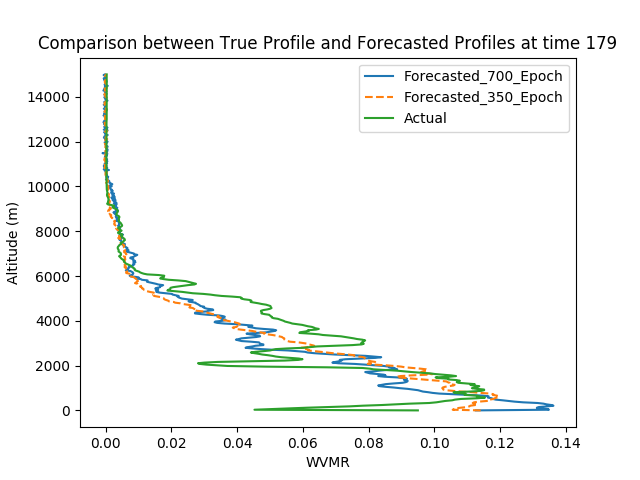 Comparison between True Profile and Forecasted Profiles at time 179
Forecasted_700_Epoch
Forecasted_350_Epoch
Actual
Altitude (m)
14000
12000
10000
8000
6000
4000
2000
0
0.00 0.02 0.04 0.06 0.08 0.10 0.12 0.14
WVMR